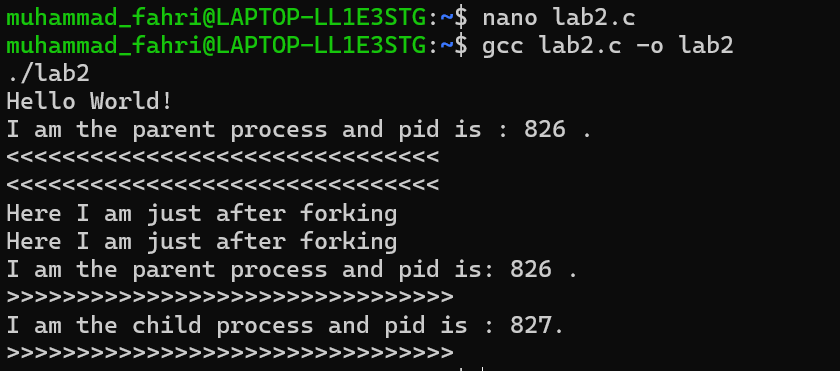 muhammad_fahri@LAPTOP-LL1E3STG:~$ nano lab2.c
muhammad_fahri@LAPTOP-LL1E3STG:~$ gcc lab2.c -o lab2
./lab2
Hello World!
I am the parent process and pid is : 826 .
<<<<<<<<<<<<<<<<<<<<<<<<<<<<<<<
<<<<<<<<<<<<<<<<<<<<<<<<<<<<<<<
Here I am just after forking
Here I am just after forking
I am the parent process and pid is: 826 .
>>>>>>>>>>>>>>>>>>>>>>>>>>>>>>>>
I am the child process and pid is : 827.
>>>>>>>>>>>>>>>>>>>>>>>>>>>>>>>>